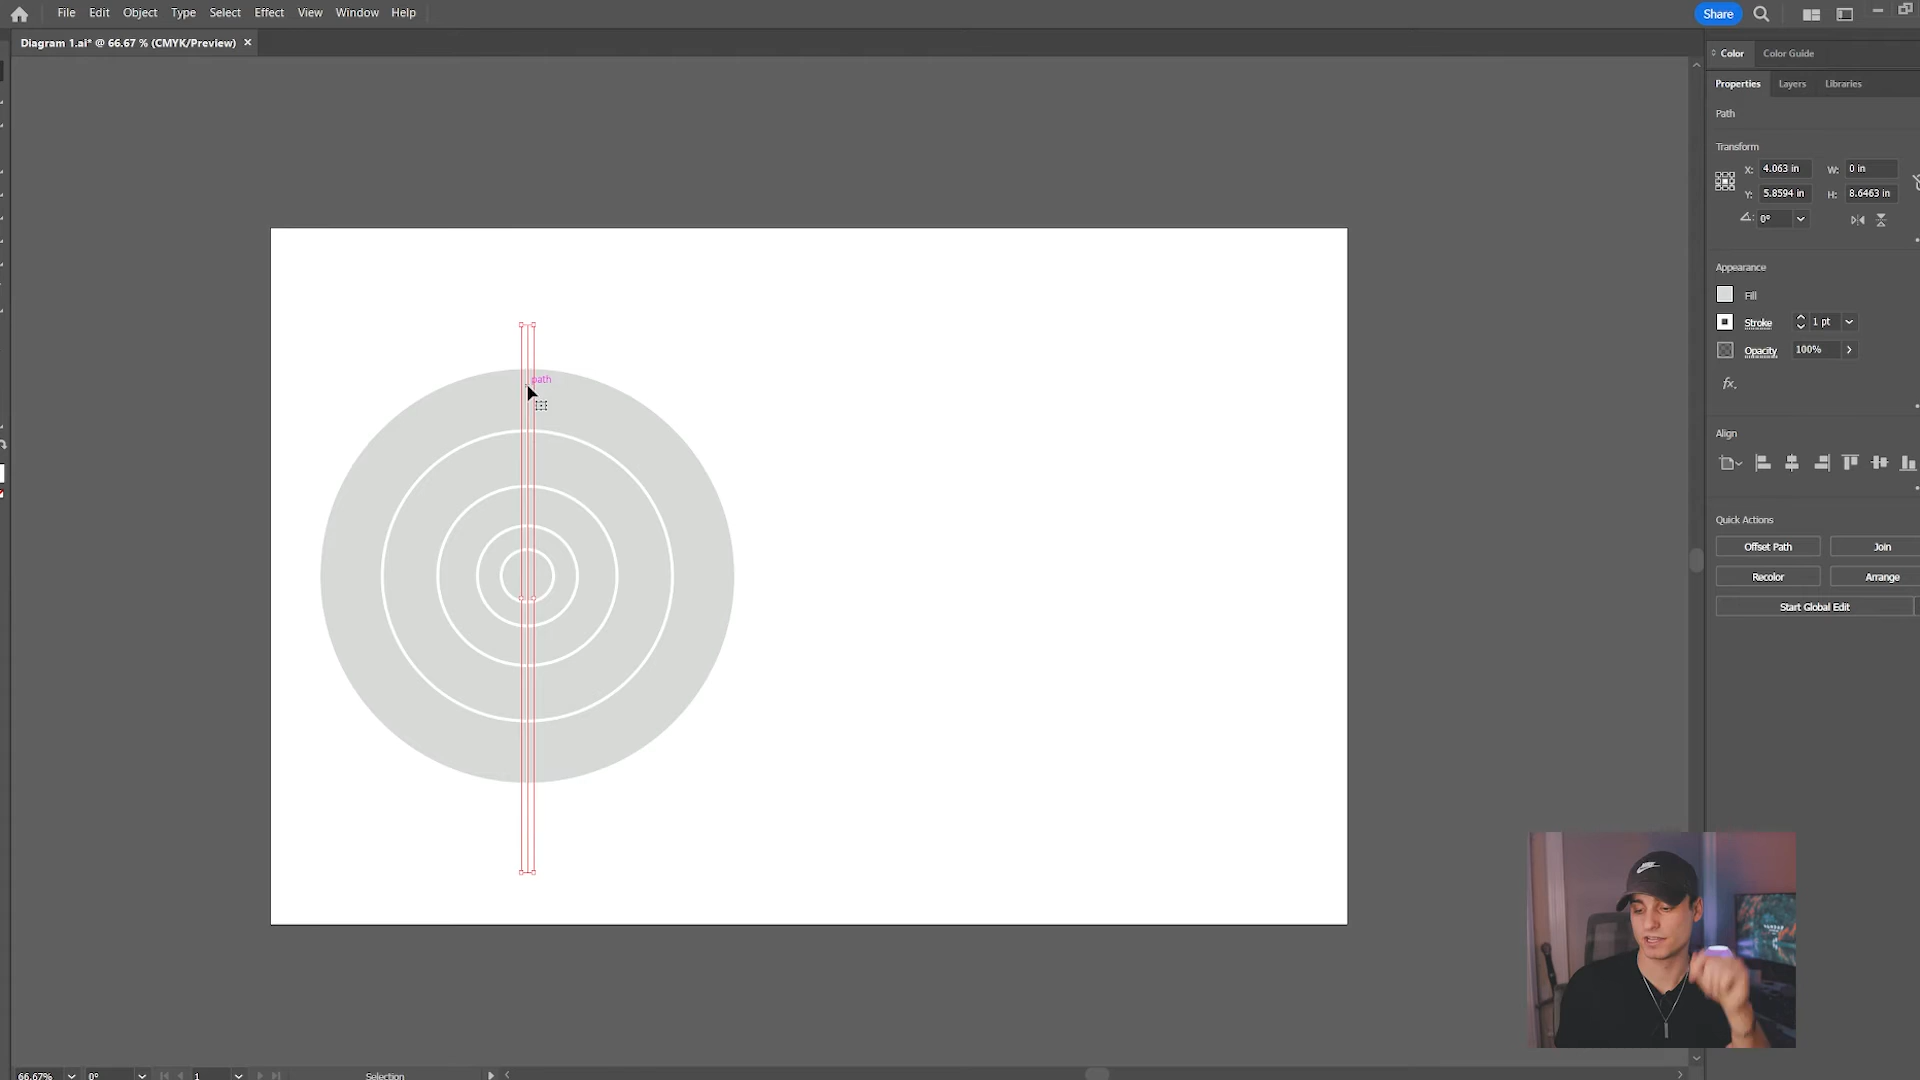 File Edit Object Type Select Effect View Window Help
Share
Diagram 1.ai* @ 66.67 % (CMYK/Preview) ×
Color Color Guide
Properties Layers Libraries
Path
Transform
X: 4.063 in W: 0 in
Y: 5.8594 in H: 8.6463 in
0°
Appearance
Fill
Stroke 1 pt
Opacity 100%
fx.
Align
Quick Actions
Offset Path Join
Recolor Arrange
Start Global Edit
path
66.67% 0° 1 Selection